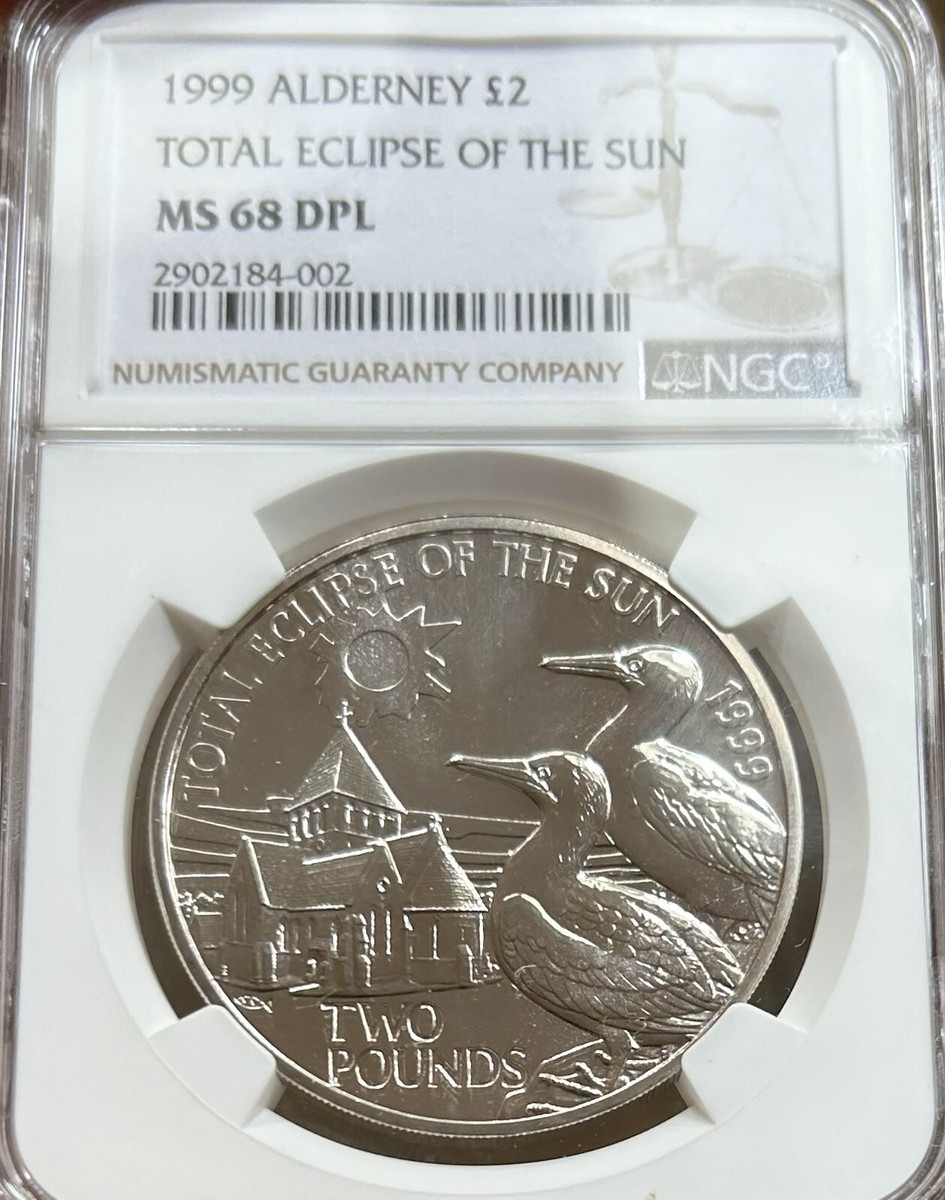 1999 ALDERNEY £2
TOTAL ECLIPSE OF THE SUN
MS 68 DPL
2902184-002
NUMISMATIC GUARANTY COMPANY
NGC®
TOTAL ECLIPSE OF THE SUN
1999
TWO
POUNDS